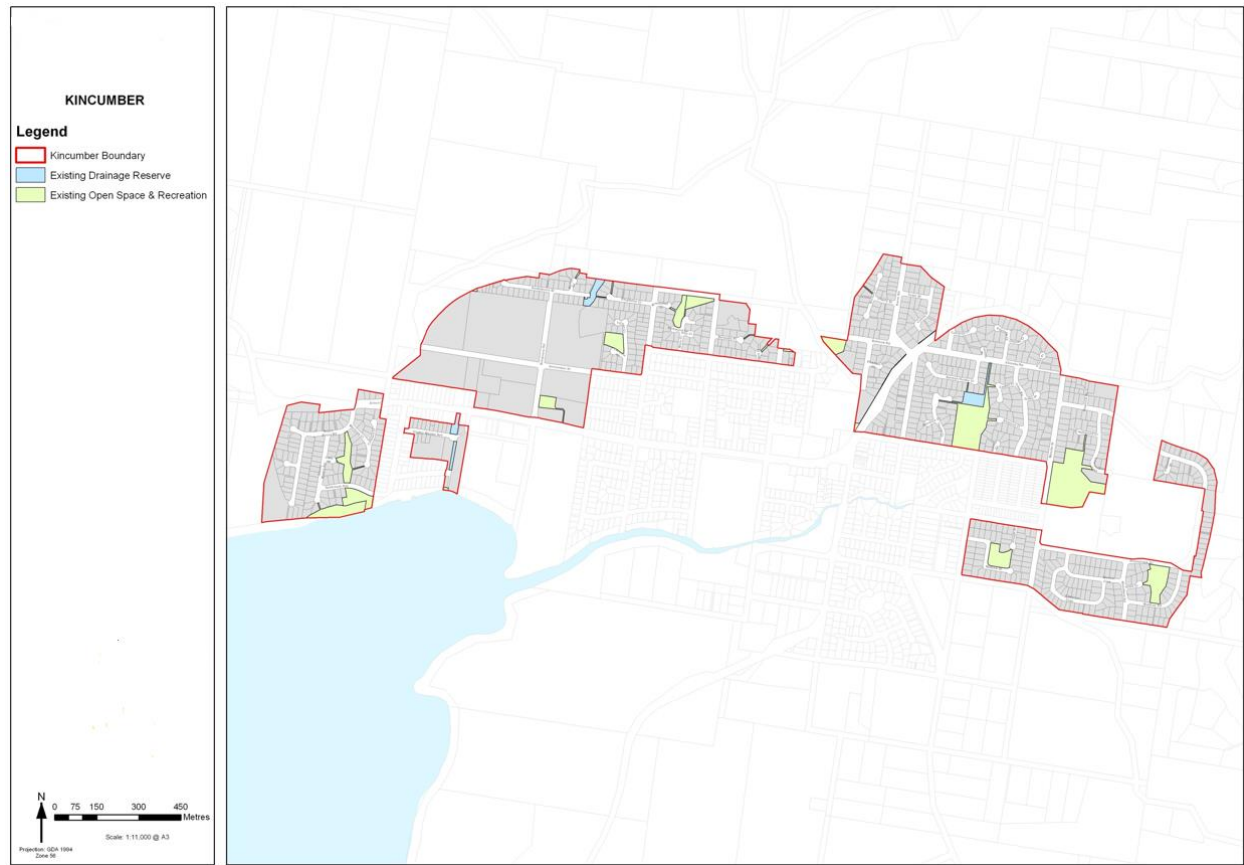 KINCUMBER
Legend
Kincumber Boundary
Existing Drainage Reserve
Existing Open Space & Recreation
N
0 75 150 300 450
Metres
Scale: 1:11,000 @ A3
Projection: GDA 1994
Zone 56